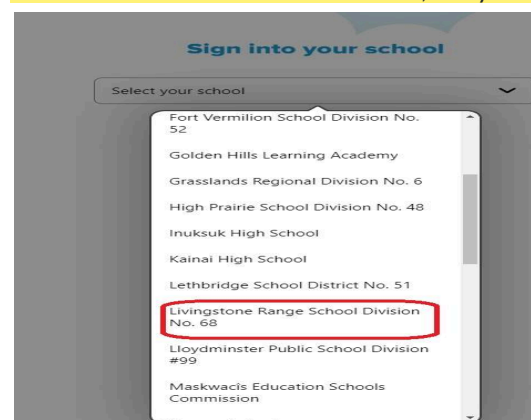 Sign into your school
Select your school
Fort Vermilion School Division No.
52
Golden Hills Learning Academy
Grasslands Regional Division No. 6
High Prairie School Division No. 48
Inuksuk High School
Kainai High School
Lethbridge School District No. 51
Livingstone Range School Division
No. 68
Lloydminster Public School Division
#99
Maskwacîs Education Schools
Commission